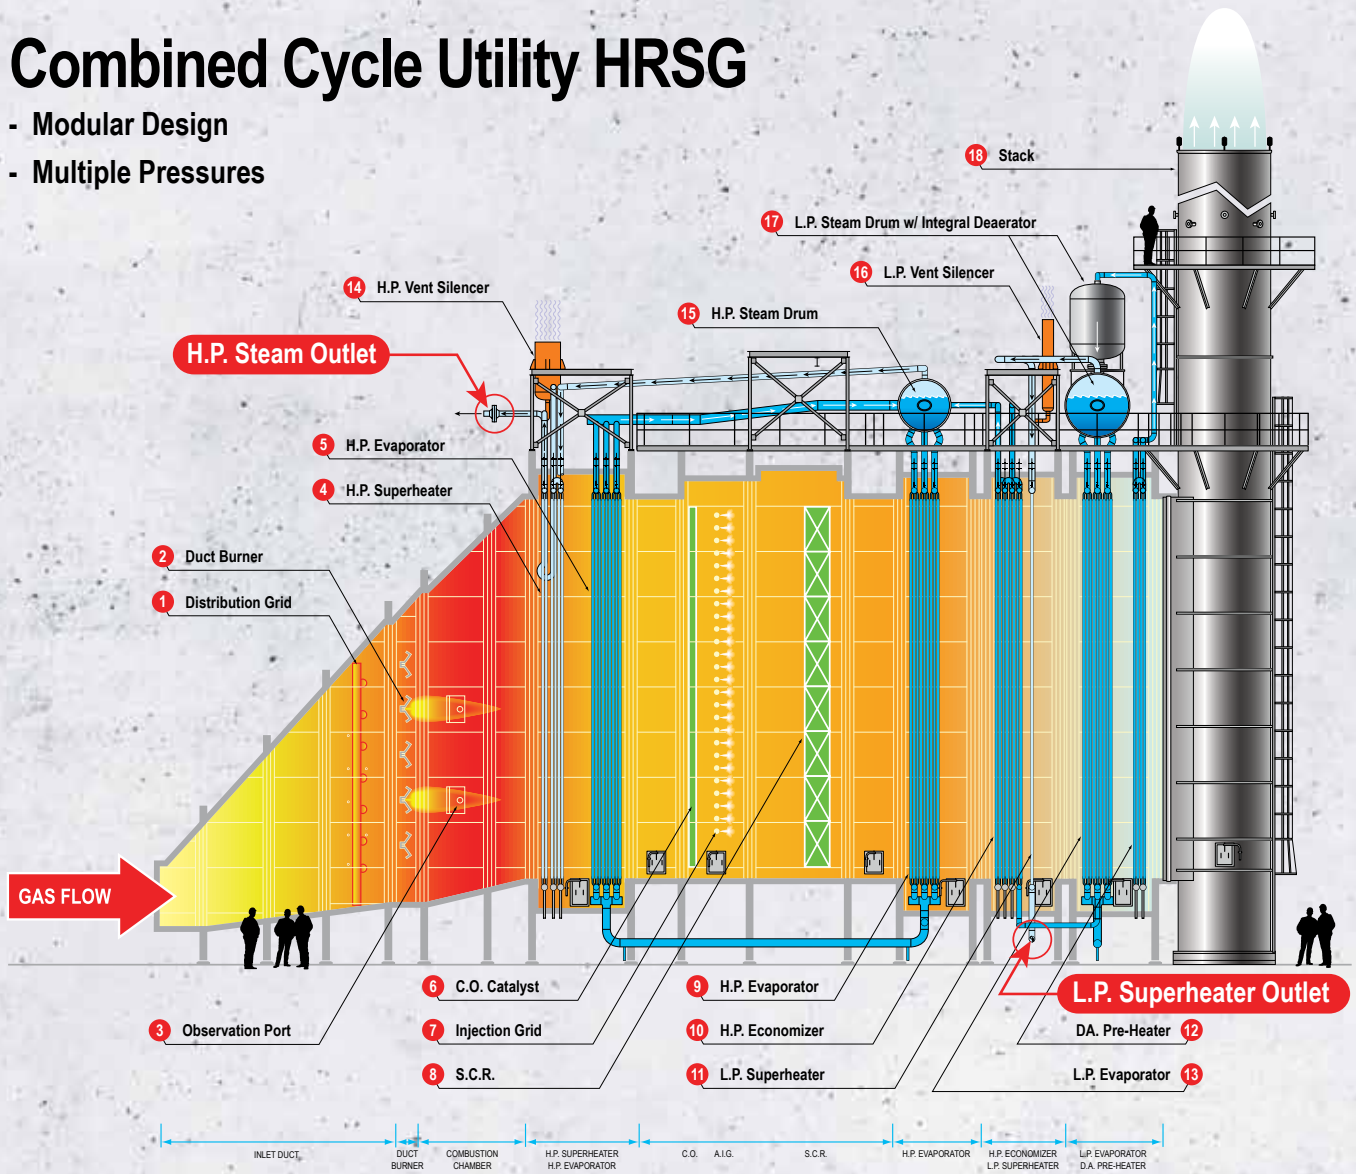 Combined Cycle Utility HRSG
- Modular Design
- Multiple Pressures
18 Stack
17 L.P. Steam Drum w/ Integral Deaerator
16 L.P. Vent Silencer
14 H.P. Vent Silencer
15 H.P. Steam Drum
H.P. Steam Outlet
5 H.P. Evaporator
4 H.P. Superheater
2 Duct Burner
1 Distribution Grid
GAS FLOW
6 C.O. Catalyst
9 H.P. Evaporator
L.P. Superheater Outlet
3 Observation Port
7 Injection Grid
10 H.P. Economizer
DA. Pre-Heater 12
8 S.C.R.
11 L.P. Superheater
L.P. Evaporator 13
INLET DUCT
DUCT
BURNER
COMBUSTION
CHAMBER
H.P. SUPERHEATER
H.P. EVAPORATOR
C.O.
A.I.G.
S.C.R.
H.P. EVAPORATOR
H.P. ECONOMIZER
L.P. SUPERHEATER
L.P. EVAPORATOR
D.A. PRE-HEATER